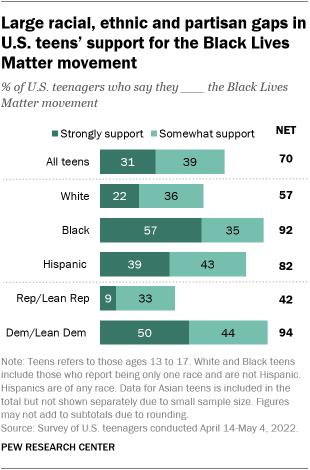 Large racial, ethnic and partisan gaps in
U.S. teens' support for the Black Lives
Matter movement
% of U.S. teenagers who say they ___ the Black Lives
Matter movement
Strongly support Somewhat support NET
All teens 31 39 70
White 22 36 57
Black 57 35 92
Hispanic 39 43 82
Rep/Lean Rep 9 33 42
Dem/Lean Dem 50 44 94
Note: Teens refers to those ages 13 to 17. White and Black teens
include those who report being only one race and are not Hispanic.
Hispanics are of any race. Data for Asian teens is included in the
total but not shown separately due to small sample size. Figures
may not add to subtotals due to rounding.
Source: Survey of U.S. teenagers conducted April 14-May 4, 2022.
PEW RESEARCH CENTER